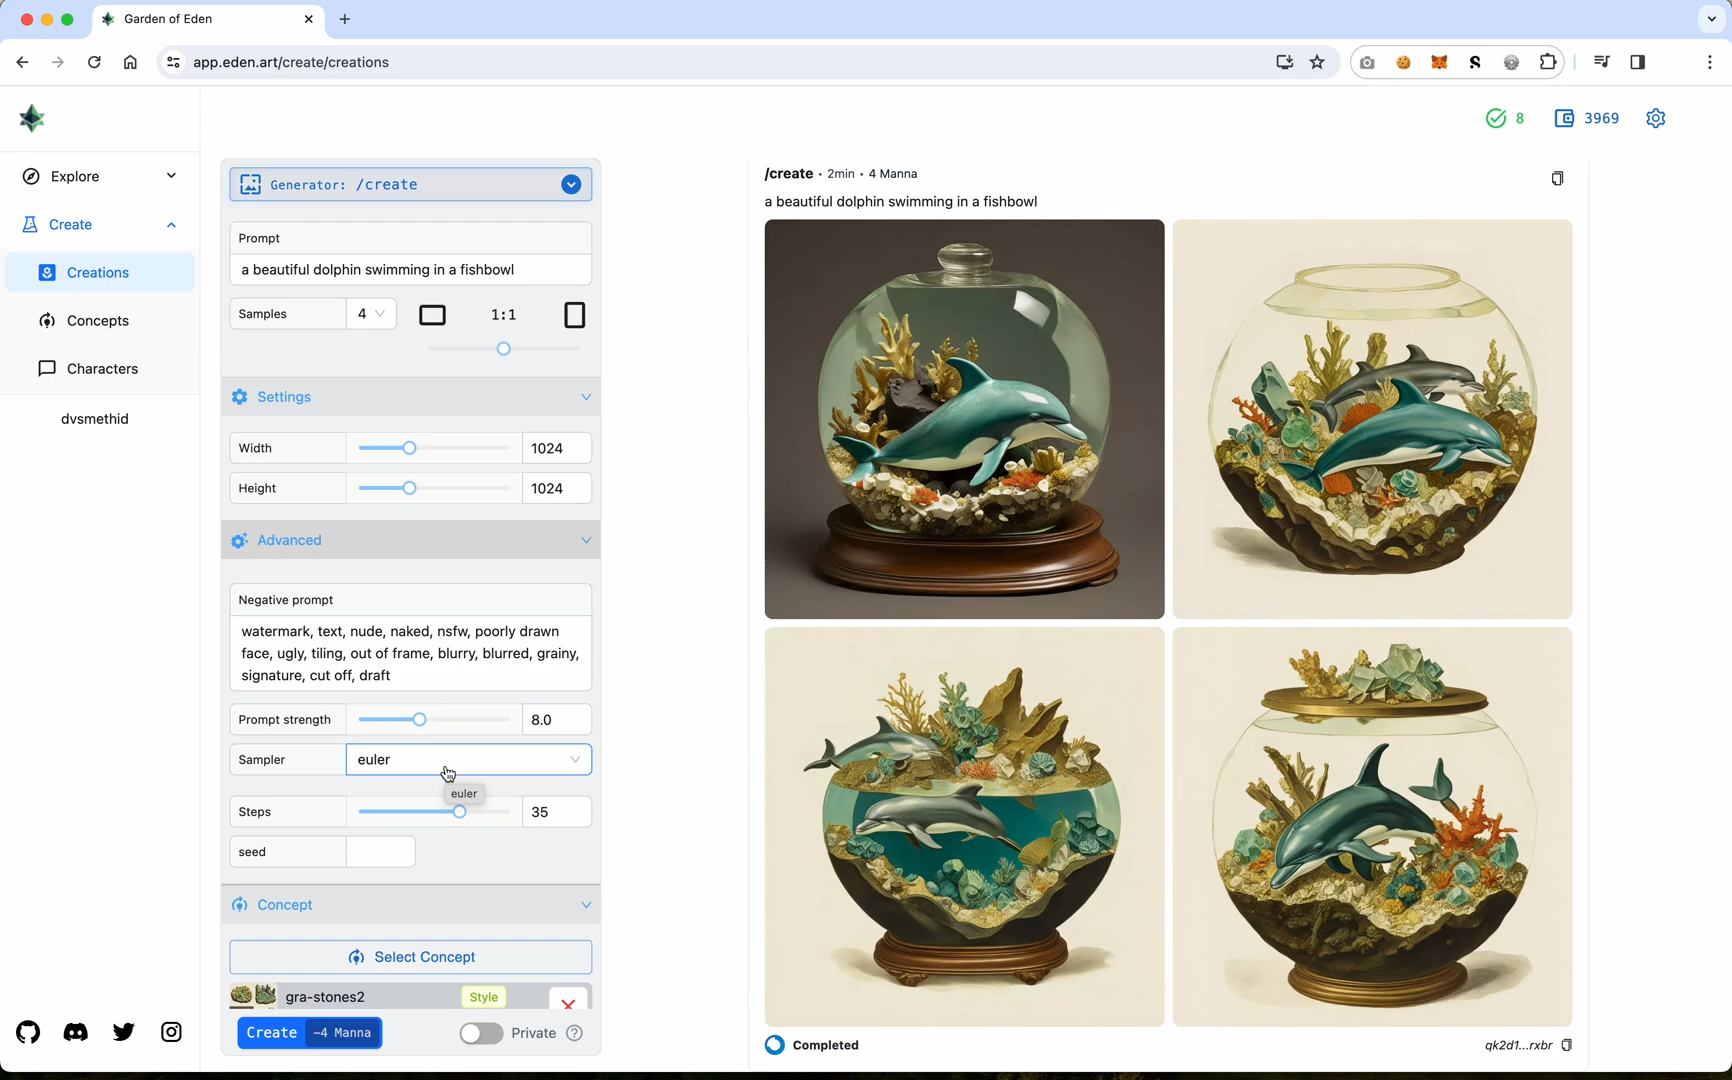 Garden of Eden
app.eden.art/create/creations
8
3969
Explore
Create
Creations
Concepts
Characters
dvsmethid
Generator: /create
Prompt
a beautiful dolphin swimming in a fishbowl
Samples
4
1:1
Settings
Width
1024
Height
1024
Advanced
Negative prompt
watermark, text, nude, naked, nsfw, poorly drawn
face, ugly, tiling, out of frame, blurry, blurred, grainy,
signature, cut off, draft
Prompt strength
8.0
Sampler
euler
euler
Steps
35
seed
Concept
Select Concept
gra-stones2
Style
Create
-4 Manna
Private
/create · 2min · 4 Manna
a beautiful dolphin swimming in a fishbowl
Completed
qk2d1...rxbr